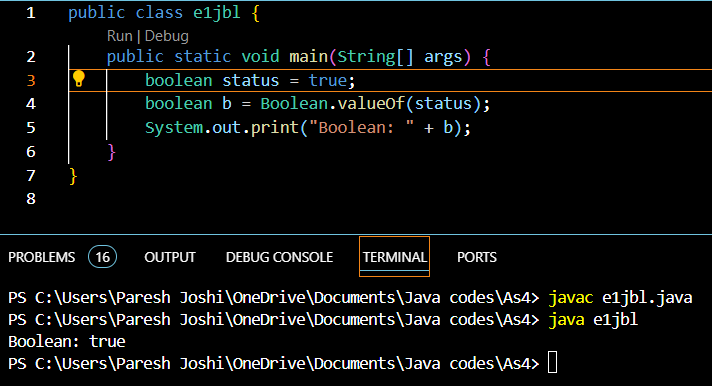 1 public class e1jbl {
Run | Debug
2 public static void main(String[] args) {
3 boolean status = true;
4 boolean b = Boolean.valueOf(status);
5 System.out.print("Boolean: " + b);
6 }
7 }
8
PROBLEMS 16 OUTPUT DEBUG CONSOLE TERMINAL PORTS
PS C:\Users\Paresh Joshi\OneDrive\Documents\Java codes\As4> javac e1jbl.java
PS C:\Users\Paresh Joshi\OneDrive\Documents\Java codes\As4> java e1jbl
Boolean: true
PS C:\Users\Paresh Joshi\OneDrive\Documents\Java codes\As4>